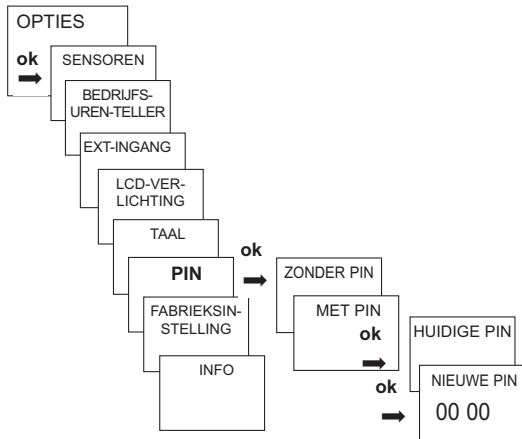 OPTIES
ok
SENSOREN
BEDRIJFS-
UREN-TELLER
EXT-INGANG
LCD-VER-
LICHTING
TAAL
PIN
FABRIEKSIN-
STELLING
INFO
ok
ZONDER PIN
MET PIN
ok
HUIDIGE PIN
ok
NIEUWE PIN
00 00